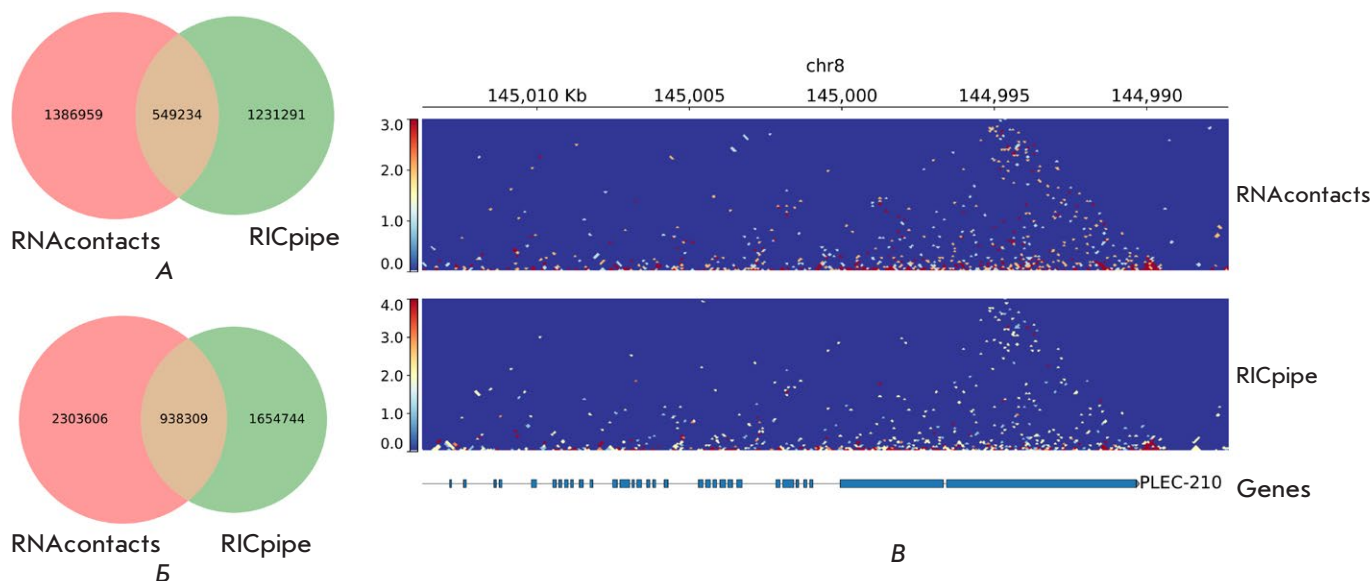 1386959 549234 1231291
RNAcontacts RICpipe
А
2303606 938309 1654744
RNAcontacts RICpipe
Б
chr8
145,010 Kb 145,005 145,000 144,995 144,990
3.0
2.0
1.0
0.0
RNAcontacts
4.0
3.0
2.0
1.0
0.0
RICpipe
PLEC-210 Genes
В